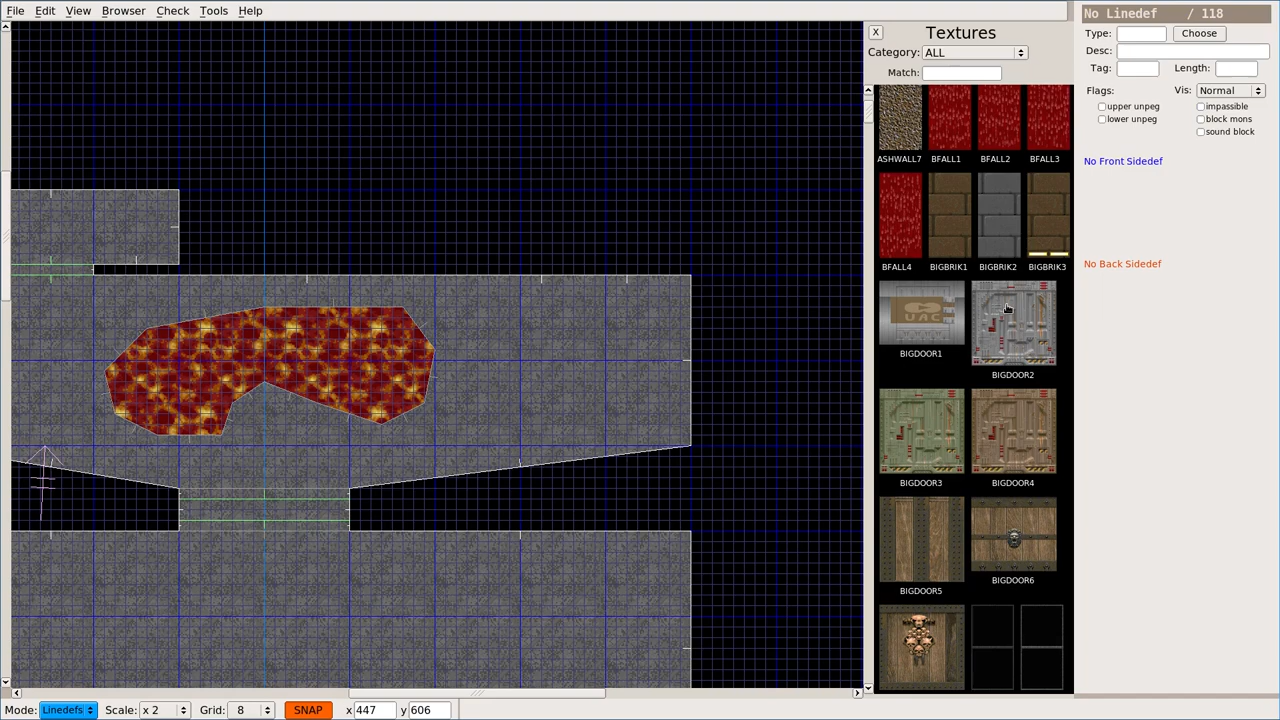 File Edit View Browser Check Tools Help
X Textures
Category: ALL
Match:
ASHWALL7 BFALL1 BFALL2 BFALL3
BFALL4 BIGBRIK1 BIGBRIK2 BIGBRIK3
UAC
BIGDOOR1
BIGDOOR2
BIGDOOR3 BIGDOOR4
BIGDOOR5
BIGDOOR6
No Linedef / 118
Type: Choose
Desc:
Tag: Length:
Flags: Vis: Normal
upper unpeg impassible
lower unpeg block mons
sound block
No Front Sidedef
No Back Sidedef
Mode: Linedefs Scale: x 2 Grid: 8 SNAP x 447 y 606